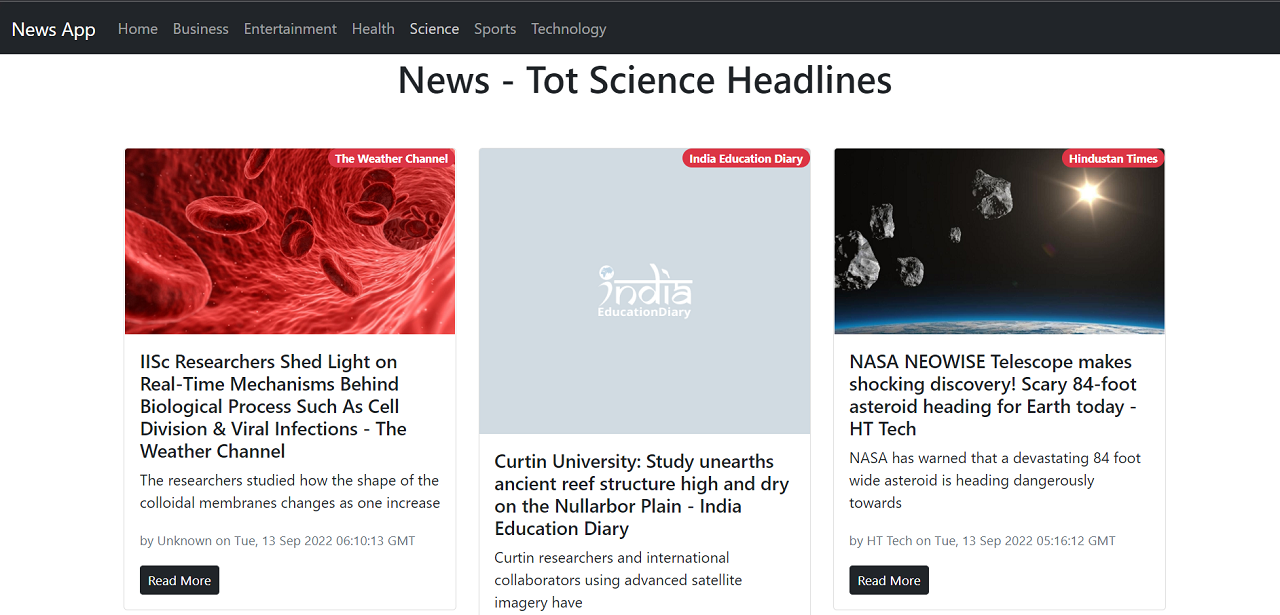 News App Home Business Entertainment Health Science Sports Technology
News - Tot Science Headlines
The Weather Channel
IISc Researchers Shed Light on
Real-Time Mechanisms Behind
Biological Process Such As Cell
Division & Viral Infections - The
Weather Channel
The researchers studied how the shape of the
colloidal membranes changes as one increase
by Unknown on Tue, 13 Sep 2022 06:10:13 GMT
Read More
India Education Diary
india
EducationDiary
Curtin University: Study unearths
ancient reef structure high and dry
on the Nullarbor Plain - India
Education Diary
Curtin researchers and international
collaborators using advanced satellite
imagery have
Hindustan Times
NASA NEOWISE Telescope makes
shocking discovery! Scary 84-foot
asteroid heading for Earth today -
HT Tech
NASA has warned that a devastating 84 foot
wide asteroid is heading dangerously
towards
by HT Tech on Tue, 13 Sep 2022 05:16:12 GMT
Read More